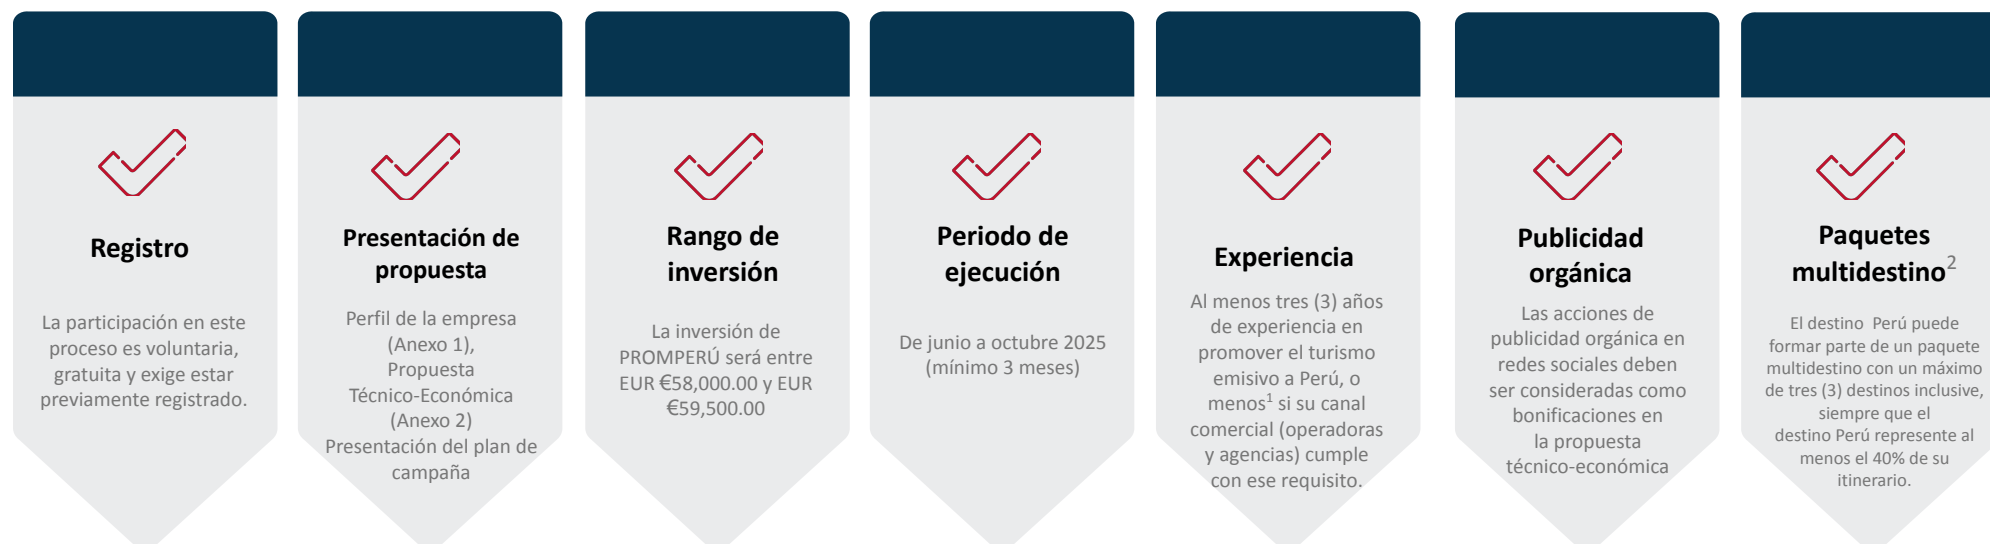 Registro
La participación en este
proceso es voluntaria,
gratuita y exige estar
previamente registrado.
Presentación de
propuesta
Perfil de la empresa
(Anexo 1),
Propuesta
Técnico-Económica
(Anexo 2)
Presentación del plan de
campaña
Rango de
inversión
La inversión de
PROMPERÚ será entre
EUR €58,000.00 y EUR
€59,500.00
Periodo de
ejecución
De junio a octubre 2025
(mínimo 3 meses)
Experiencia
Al menos tres (3) años
de experiencia en
promover el turismo
emisivo a Perú, o
menos¹ si su canal
comercial (operadoras
y agencias) cumple
con ese requisito.
Publicidad
orgánica
Las acciones de
publicidad orgánica en
redes sociales deben
ser consideradas como
bonificaciones en
la propuesta
técnico-económica
Paquetes
multidestino²
El destino Perú puede
formar parte de un paquete
multidestino con un máximo
de tres (3) destinos inclusive,
siempre que el
destino Perú represente al
menos el 40% de su
itinerario.